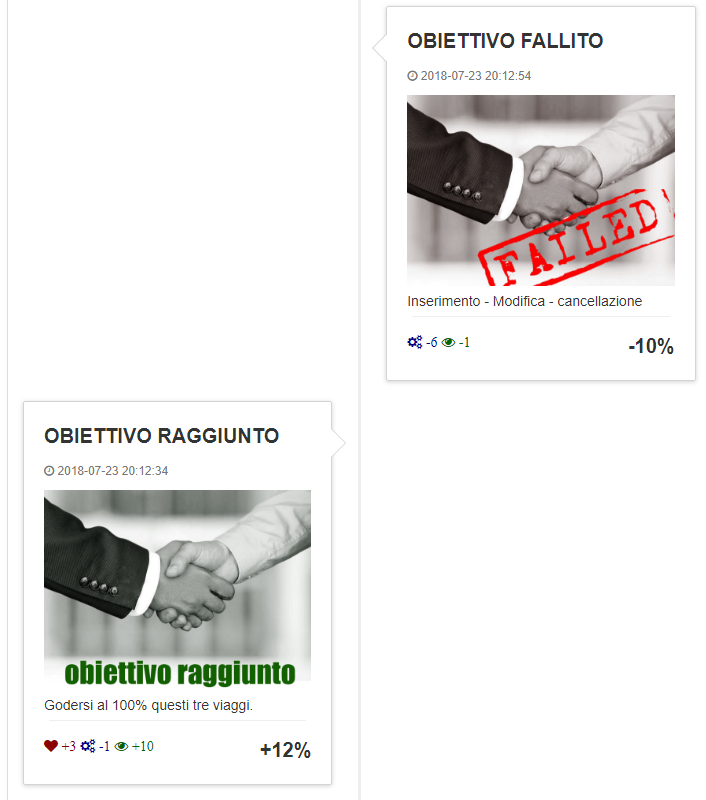 OBIETTIVO FALLITO
2018-07-23 20:12:54
FAILED
Inserimento - Modifica - cancellazione
-6 -1 -10%
OBIETTIVO RAGGIUNTO
2018-07-23 20:12:34
obiettivo raggiunto
Godersi al 100% questi tre viaggi.
+3 -1 +10 +12%